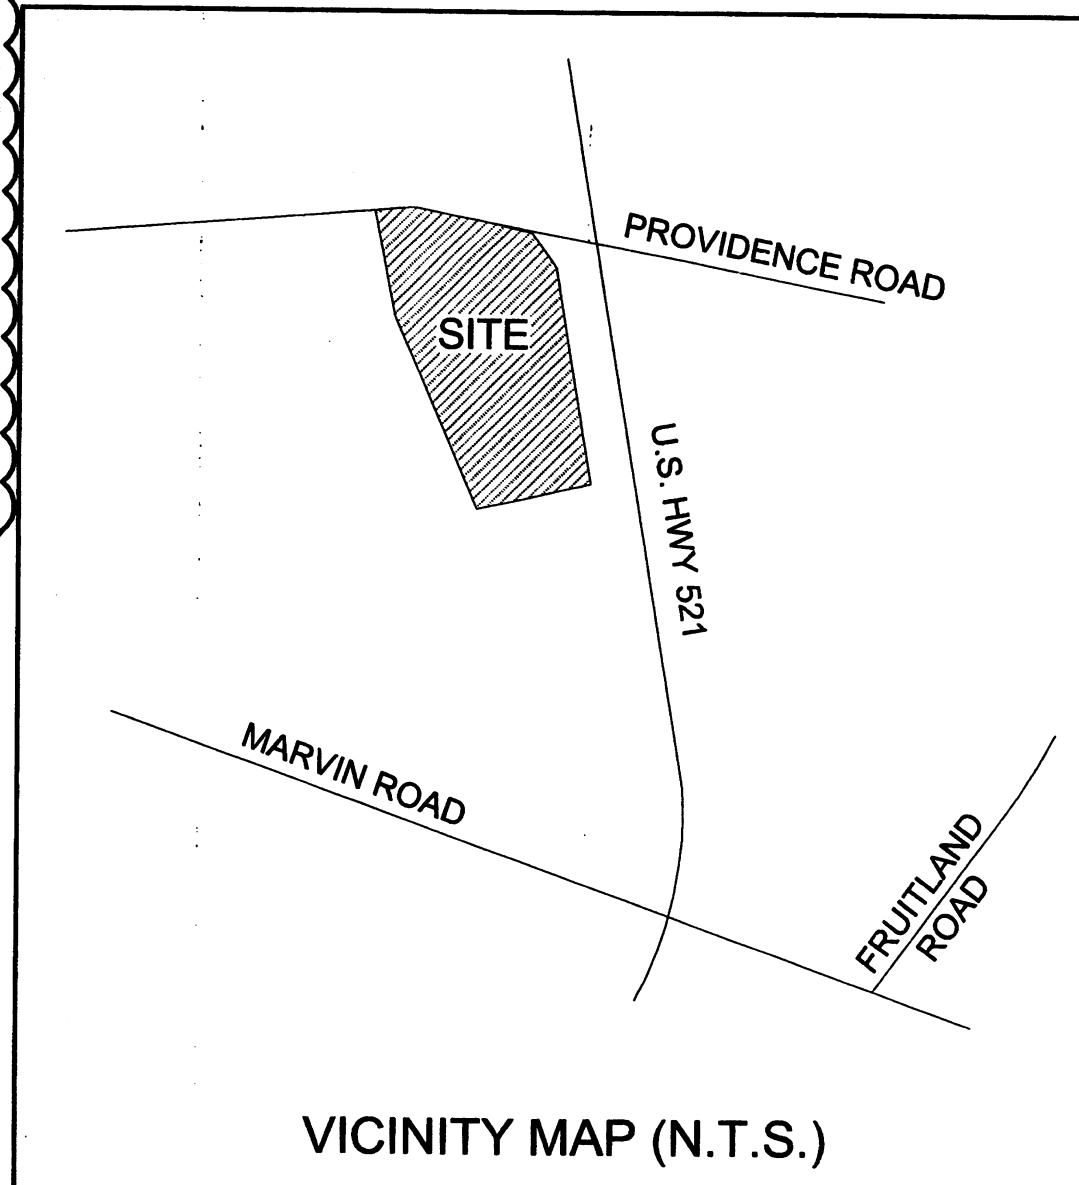 PROVIDENCE ROAD
SITE
U.S. HWY 521
MARVIN ROAD
FRUITLAND
ROAD
VICINITY MAP (N.T.S.)